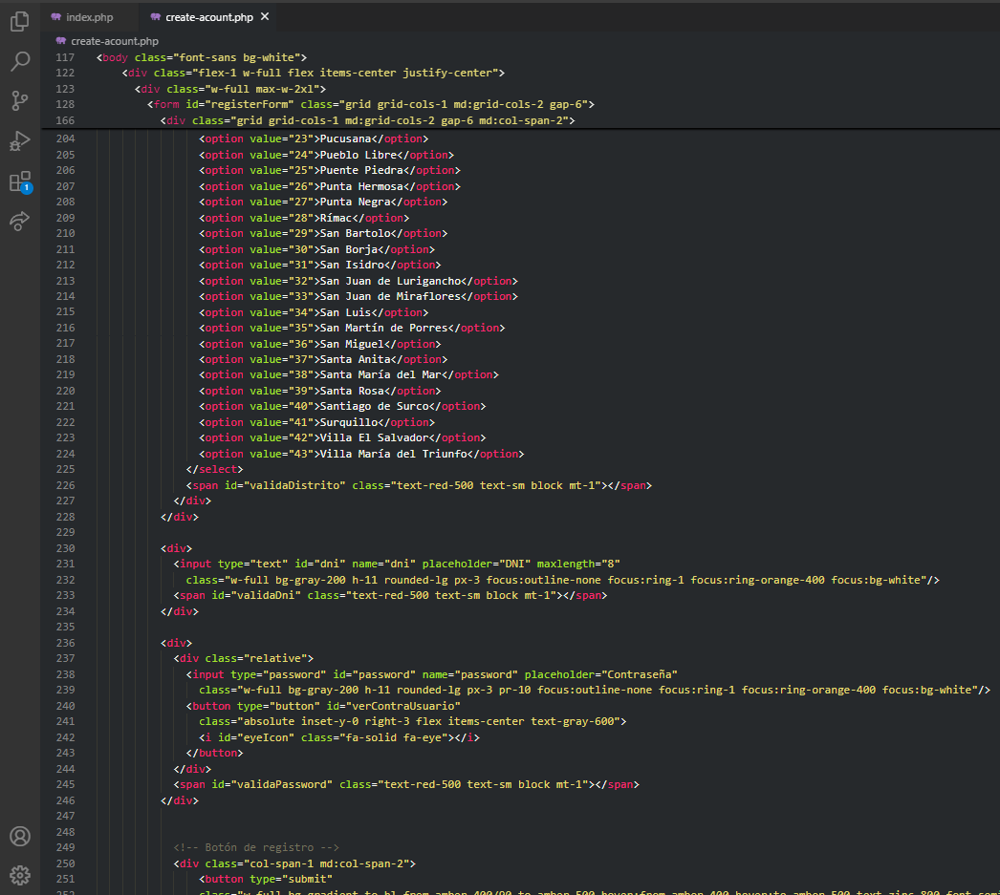 index.php
create-acount.php
create-acount.php
117 <body class="font-sans bg-white">
122 <div class="flex-1 w-full flex items-center justify-center">
123 <div class="w-full max-w-2xl">
128 <form id="registerForm" class="grid grid-cols-1 md:grid-cols-2 gap-6">
166 <div class="grid grid-cols-1 md:grid-cols-2 gap-6 md:col-span-2">
204 <option value="23">Pucusana</option>
205 <option value="24">Pueblo Libre</option>
206 <option value="25">Puente Piedra</option>
207 <option value="26">Punta Hermosa</option>
208 <option value="27">Punta Negra</option>
209 <option value="28">Rímac</option>
210 <option value="29">San Bartolo</option>
211 <option value="30">San Borja</option>
212 <option value="31">San Isidro</option>
213 <option value="32">San Juan de Lurigancho</option>
214 <option value="33">San Juan de Miraflores</option>
215 <option value="34">San Luis</option>
216 <option value="35">San Martín de Porres</option>
217 <option value="36">San Miguel</option>
218 <option value="37">Santa Anita</option>
219 <option value="38">Santa María del Mar</option>
220 <option value="39">Santa Rosa</option>
221 <option value="40">Santiago de Surco</option>
222 <option value="41">Surquillo</option>
223 <option value="42">Villa El Salvador</option>
224 <option value="43">Villa María del Triunfo</option>
225 </select>
226 <span id="validaDistrito" class="text-red-500 text-sm block mt-1"></span>
227 </div>
228 </div>
229
230 <div>
231 <input type="text" id="dni" name="dni" placeholder="DNI" maxlength="8"
232 class="w-full bg-gray-200 h-11 rounded-lg px-3 focus:outline-none focus:ring-1 focus:ring-orange-400 focus:bg-white"/>
233 <span id="validaDni" class="text-red-500 text-sm block mt-1"></span>
234 </div>
235
236 <div>
237 <div class="relative">
238 <input type="password" id="password" name="password" placeholder="Contraseña"
239 class="w-full bg-gray-200 h-11 rounded-lg px-3 pr-10 focus:outline-none focus:ring-1 focus:ring-orange-400 focus:bg-white"/>
240 <button type="button" id="verContraUsuario"
241 class="absolute inset-y-0 right-3 flex items-center text-gray-600">
242 <i id="eyeIcon" class="fa-solid fa-eye"></i>
243 </button>
244 </div>
245 <span id="validaPassword" class="text-red-500 text-sm block mt-1"></span>
246 </div>
247
248
249 <!-- Botón de registro -->
250 <div class="col-span-1 md:col-span-2">
251 <button type="submit"
1